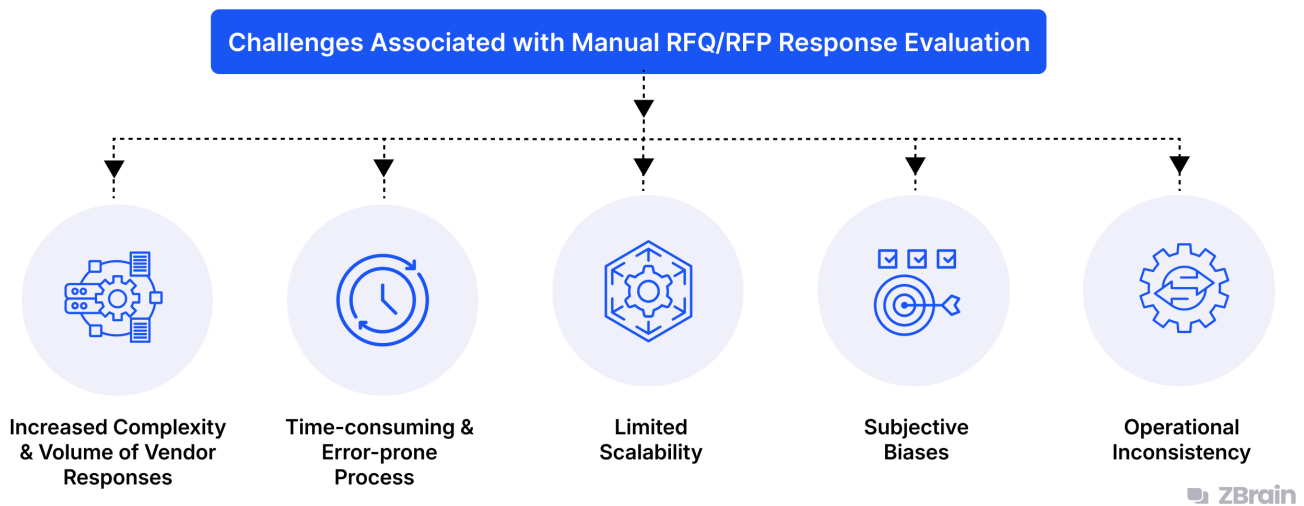 Challenges Associated with Manual RFQ/RFP Response Evaluation
Increased Complexity
& Volume of Vendor
Responses
Time-consuming &
Error-prone
Process
Limited
Scalability
Subjective
Biases
Operational
Inconsistency
ZBrain